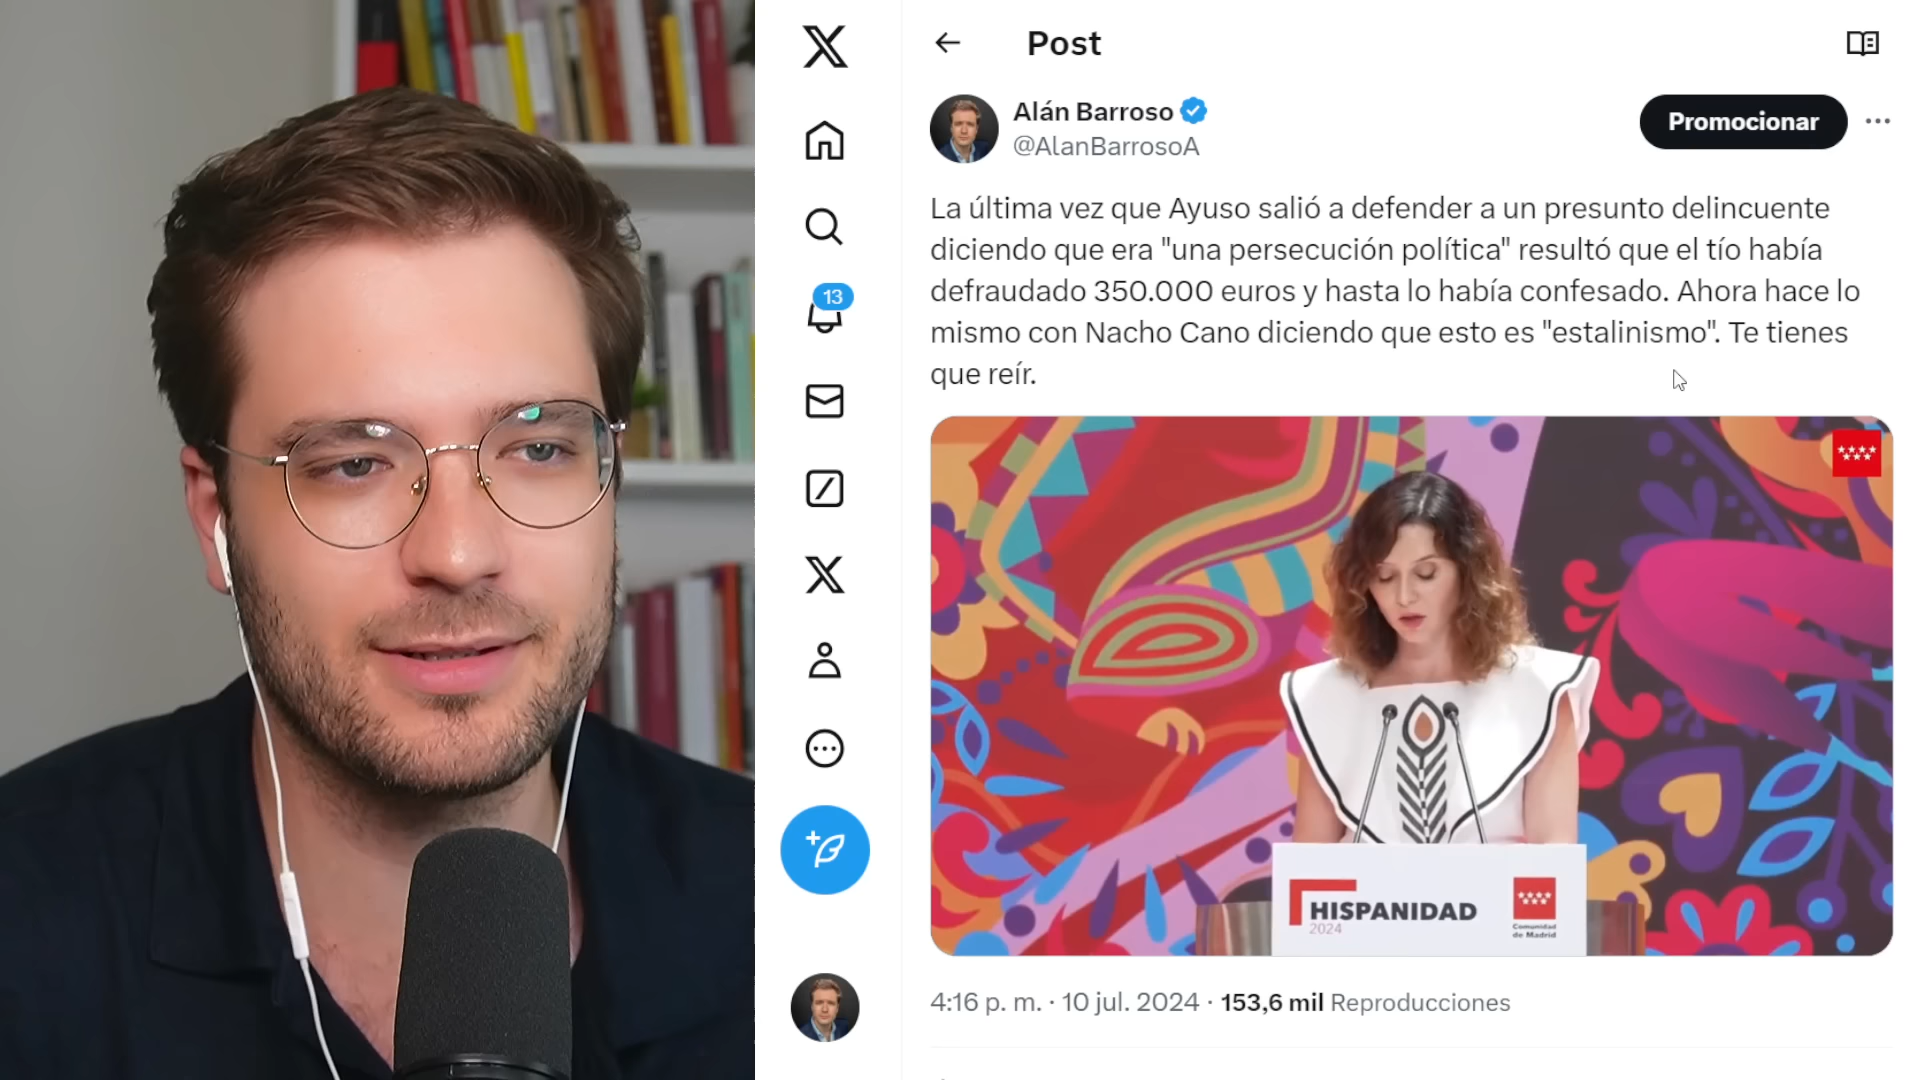 Post
Alán Barroso
@AlanBarrosoA
Promocionar
13
La última vez que Ayuso salió a defender a un presunto delincuente
diciendo que era "una persecución política" resultó que el tío había
defraudado 350.000 euros y hasta lo había confesado. Ahora hace lo
mismo con Nacho Cano diciendo que esto es "estalinismo". Te tienes
que reír.
HISPANIDAD
2024
Comunidad
de Madrid
4:16 p. m. · 10 jul. 2024 · 153,6 mil Reproducciones